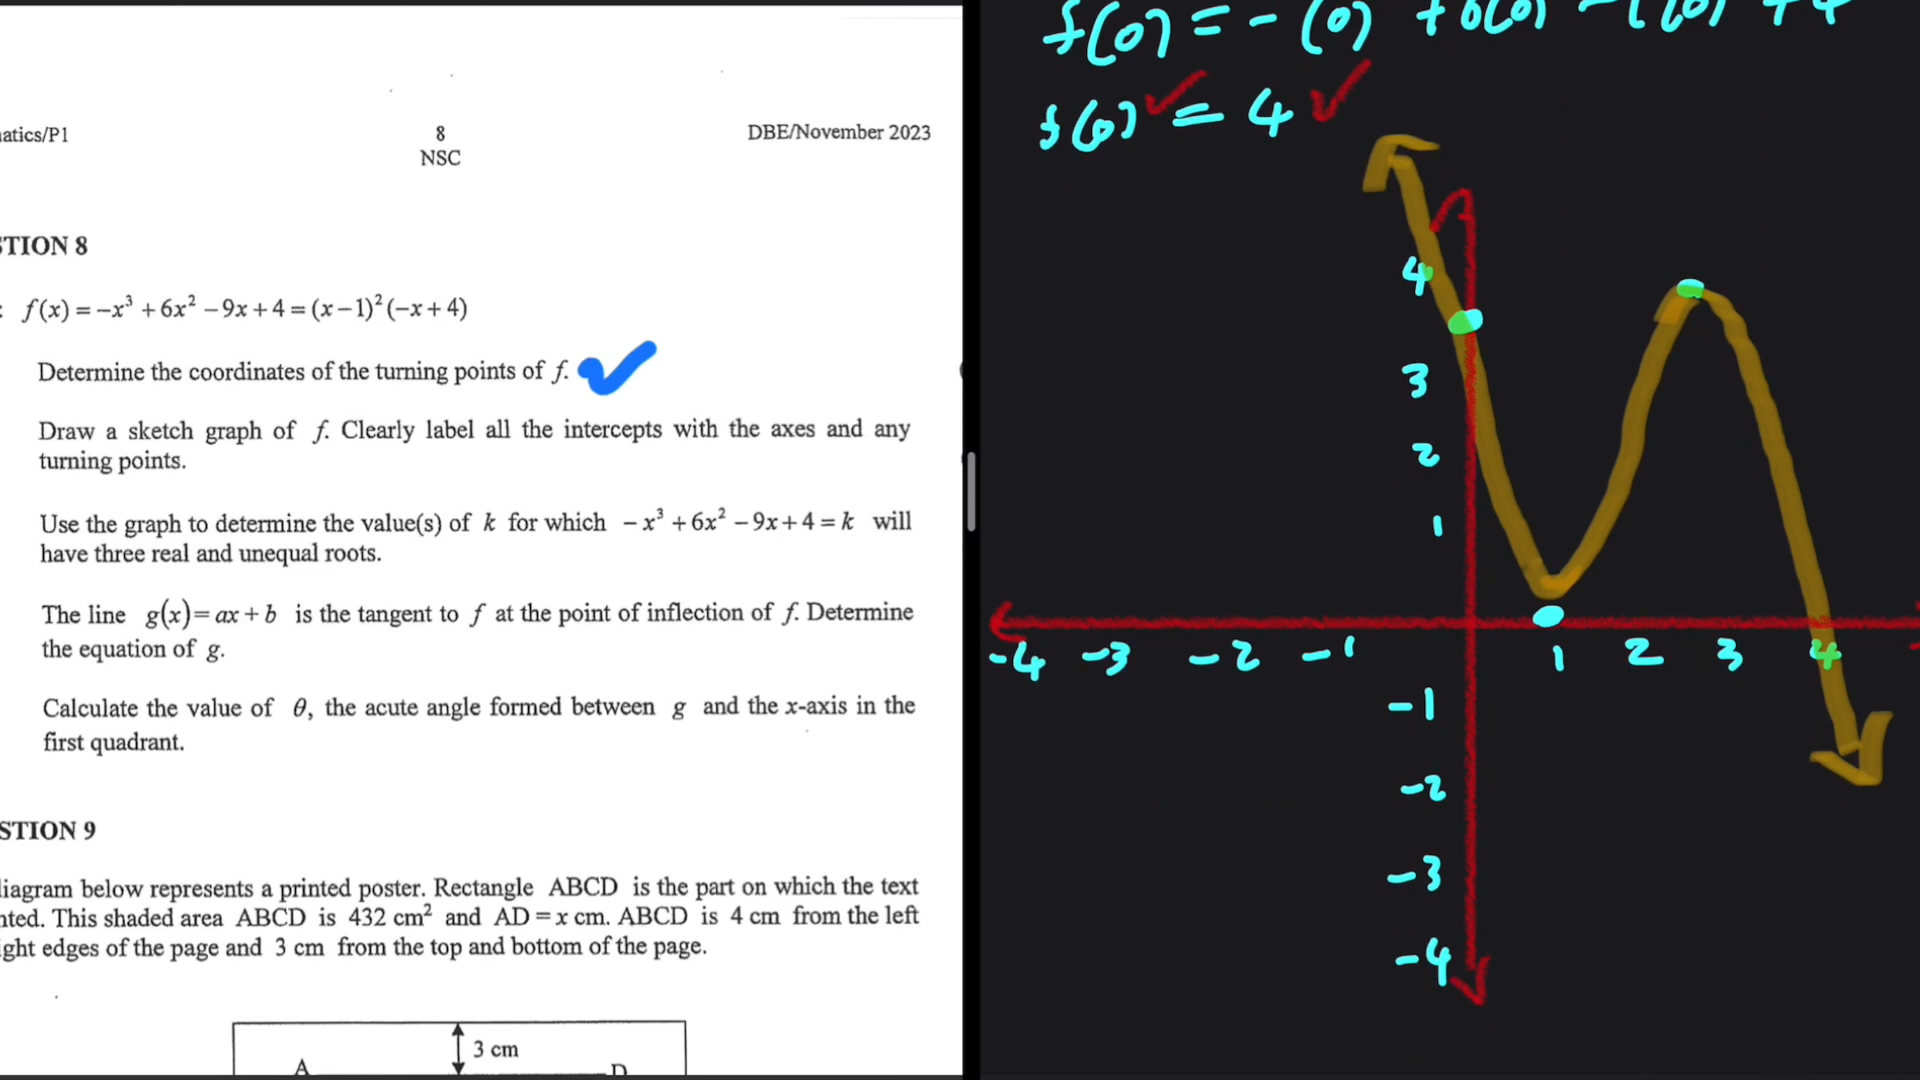 atics/P1
8
NSC
DBE/November 2023
STION 8
: f(x) = −x³ + 6x² − 9x + 4 = (x − 1)² (−x + 4)
Determine the coordinates of the turning points of f.
Draw a sketch graph of f. Clearly label all the intercepts with the axes and any
turning points.
Use the graph to determine the value(s) of k for which − x³ + 6x² − 9x + 4 = k will
have three real and unequal roots.
The line g(x) = ax + b is the tangent to f at the point of inflection of f. Determine
the equation of g.
Calculate the value of θ, the acute angle formed between g and the x-axis in the
first quadrant.
STION 9
iagram below represents a printed poster. Rectangle ABCD is the part on which the text
nted. This shaded area ABCD is 432 cm² and AD = x cm. ABCD is 4 cm from the left
ght edges of the page and 3 cm from the top and bottom of the page.
3 cm
A
D
f(0) = - (0) + 6(0)
f(0) = 4
4
3
2
1
-4 -3 -2 -1 1 2 3 4
-1
-2
-3
-4